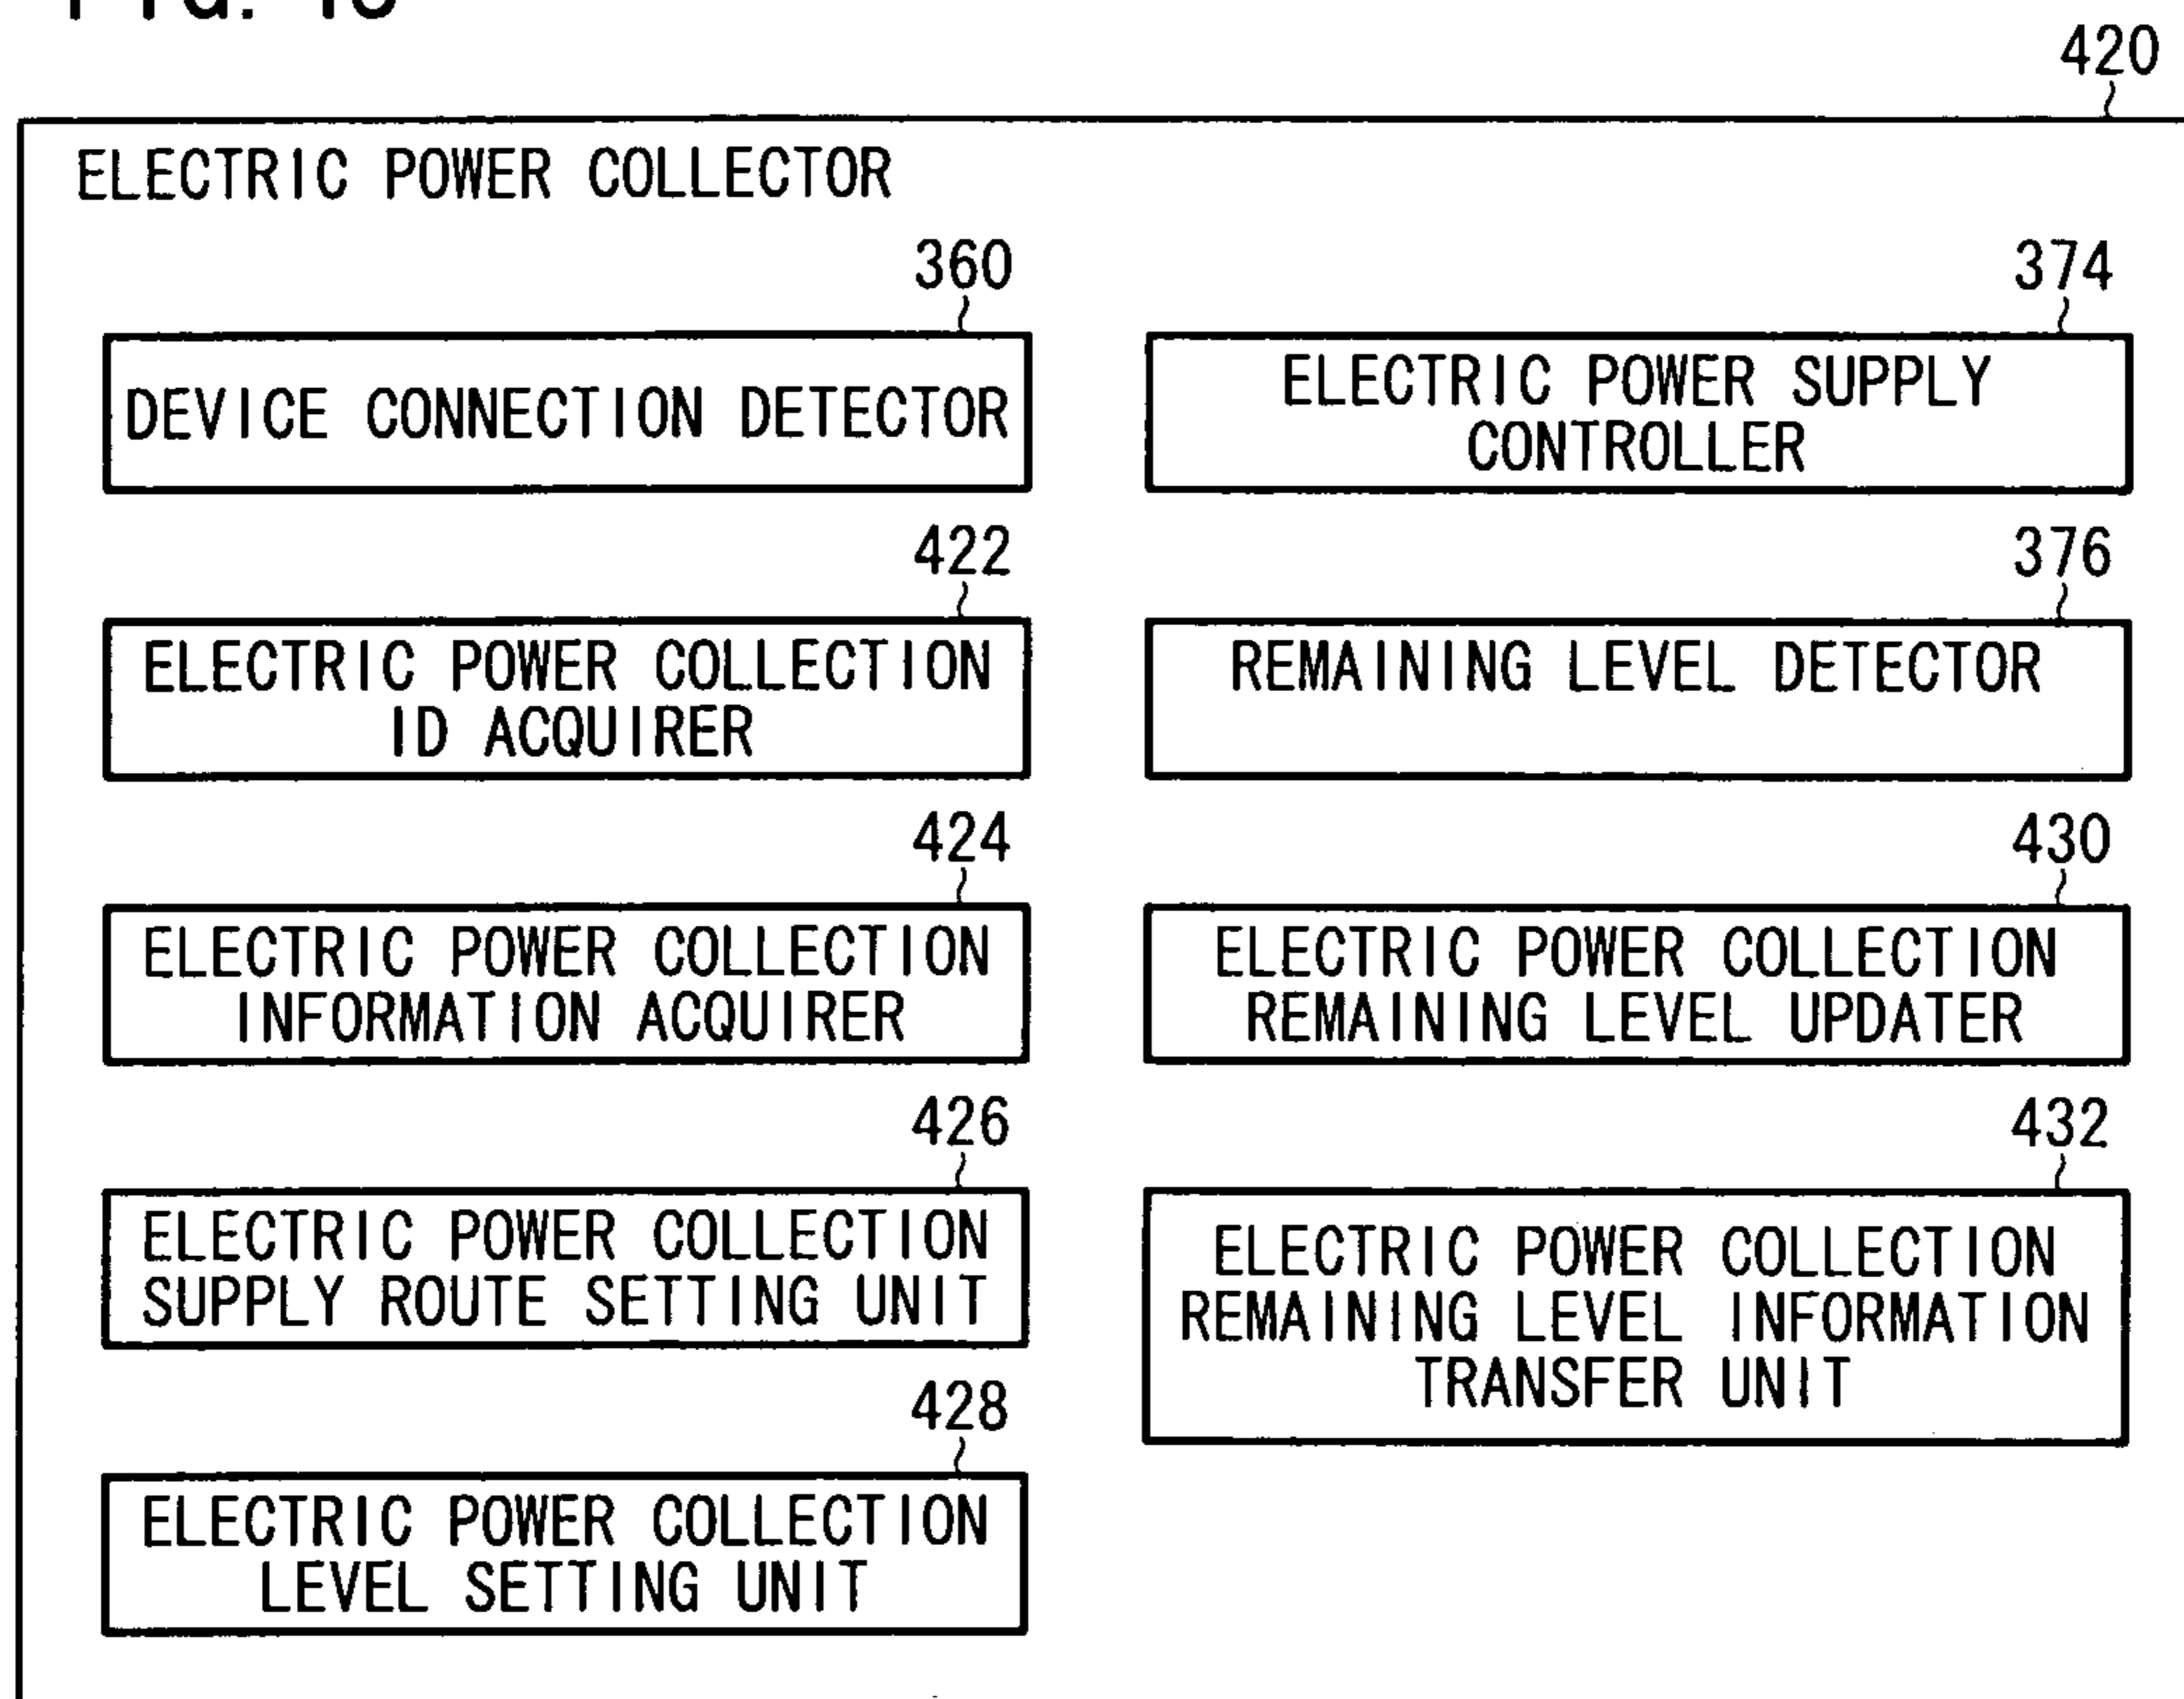 420
ELECTRIC POWER COLLECTOR
360
DEVICE CONNECTION DETECTOR
374
ELECTRIC POWER SUPPLY
CONTROLLER
422
ELECTRIC POWER COLLECTION
ID ACQUIRER
376
REMAINING LEVEL DETECTOR
424
ELECTRIC POWER COLLECTION
INFORMATION ACQUIRER
430
ELECTRIC POWER COLLECTION
REMAINING LEVEL UPDATER
426
ELECTRIC POWER COLLECTION
SUPPLY ROUTE SETTING UNIT
432
ELECTRIC POWER COLLECTION
REMAINING LEVEL INFORMATION
TRANSFER UNIT
428
ELECTRIC POWER COLLECTION
LEVEL SETTING UNIT